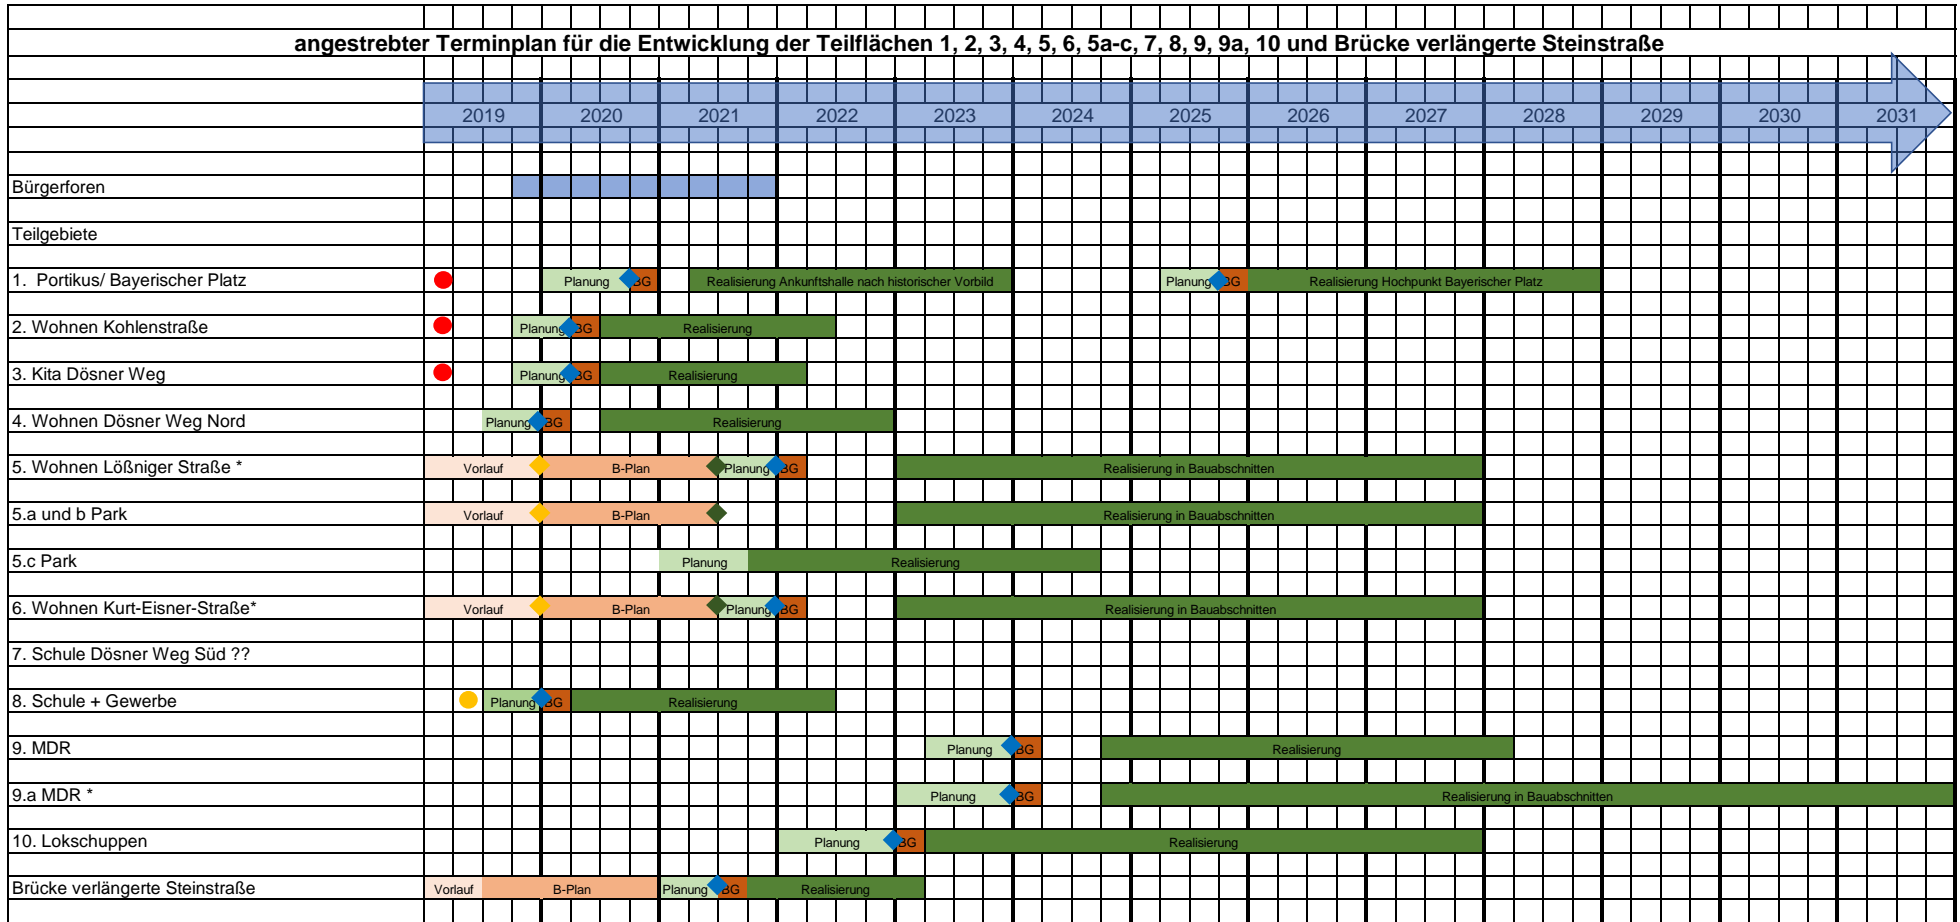 angestrebter Terminplan für die Entwicklung der Teilflächen 1, 2, 3, 4, 5, 6, 5a-c, 7, 8, 9, 9a, 10 und Brücke verlängerte Steinstraße
2019 2020 2021 2022 2023 2024 2025 2026 2027 2028 2029 2030 2031
Bürgerforen
Teilgebiete
1. Portikus/ Bayerischer Platz Planung BG Realisierung Ankunftshalle nach historischer Vorbild Planung BG Realisierung Hochpunkt Bayerischer Platz
2. Wohnen Kohlenstraße Planung BG Realisierung
3. Kita Dösner Weg Planung BG Realisierung
4. Wohnen Dösner Weg Nord Planung BG Realisierung
5. Wohnen Lößniger Straße * Vorlauf B-Plan Planung BG Realisierung in Bauabschnitten
5.a und b Park Vorlauf B-Plan Realisierung in Bauabschnitten
5.c Park Planung Realisierung
6. Wohnen Kurt-Eisner-Straße* Vorlauf B-Plan Planung BG Realisierung in Bauabschnitten
7. Schule Dösner Weg Süd ??
8. Schule + Gewerbe Planung BG Realisierung
9. MDR Planung BG Realisierung
9.a MDR * Planung BG Realisierung in Bauabschnitten
10. Lokschuppen Planung BG Realisierung
Brücke verlängerte Steinstraße Vorlauf B-Plan Planung BG Realisierung